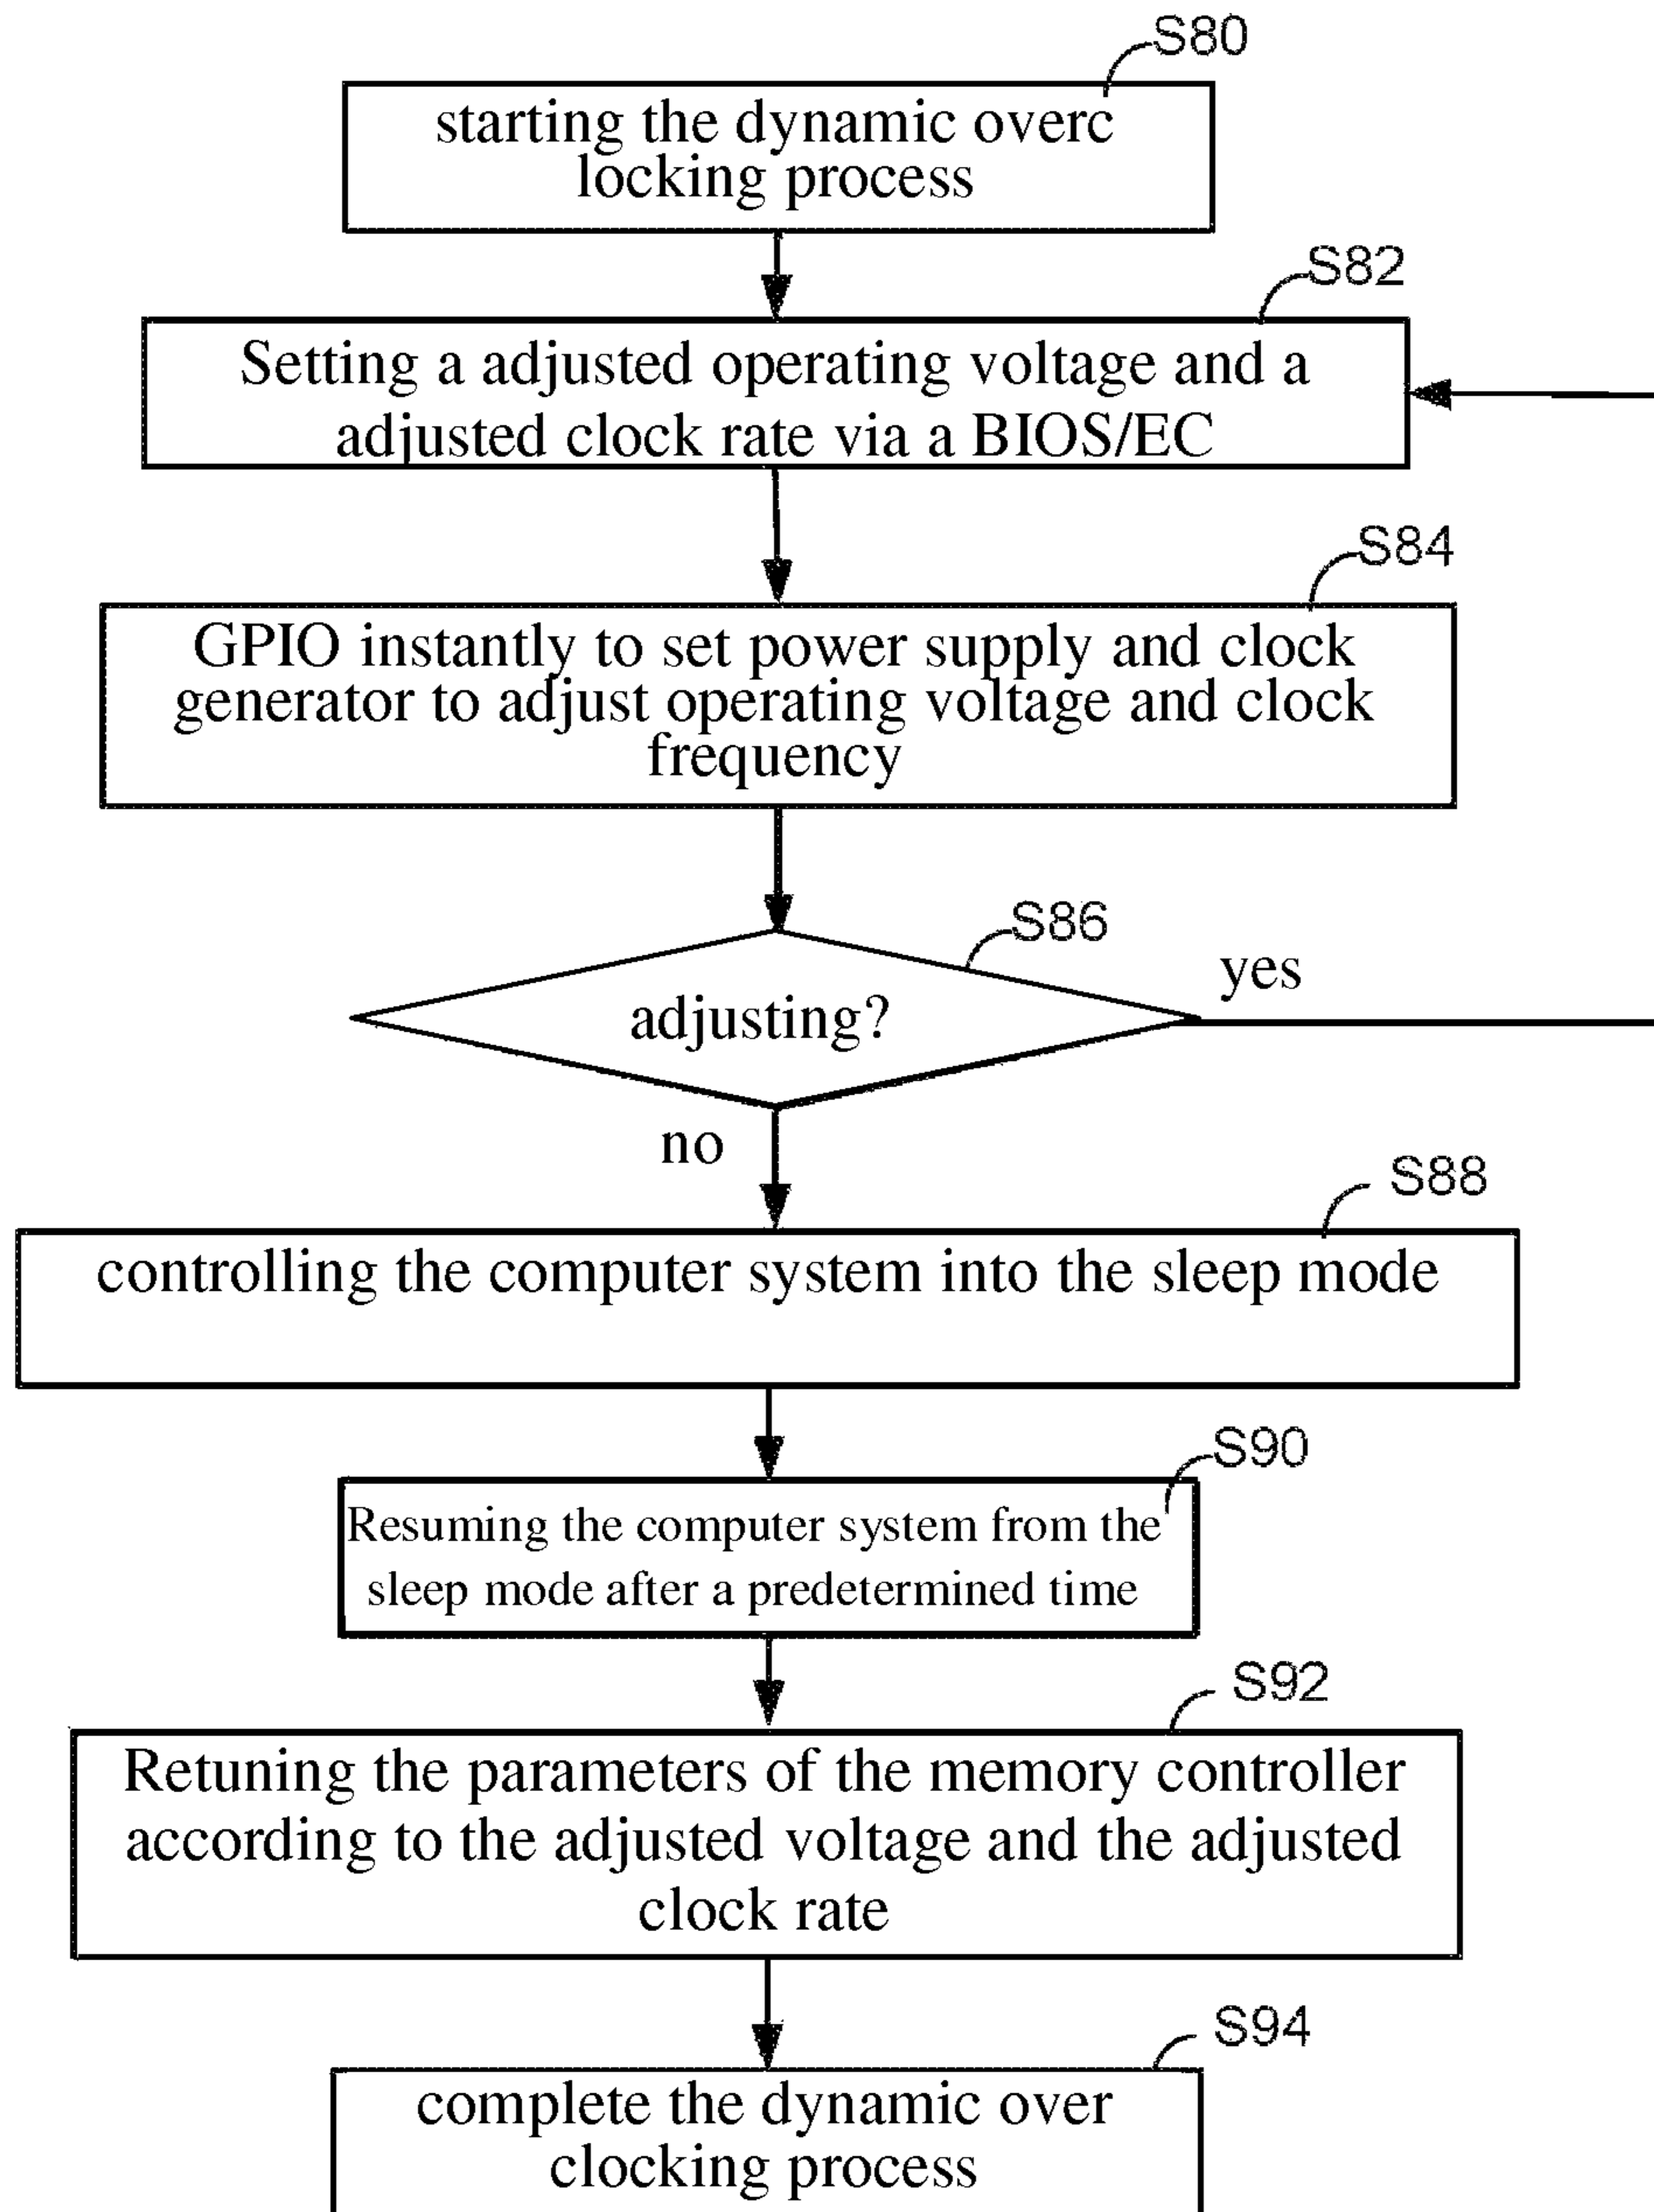 S80
starting the dynamic overc
locking process
S82
Setting a adjusted operating voltage and a
adjusted clock rate via a BIOS/EC
S84
GPIO instantly to set power supply and clock
generator to adjust operating voltage and clock
frequency
S86
yes
adjusting?
no
S88
controlling the computer system into the sleep mode
S90
Resuming the computer system from the
sleep mode after a predetermined time
S92
Retuning the parameters of the memory controller
according to the adjusted voltage and the adjusted
clock rate
S94
complete the dynamic over
clocking process